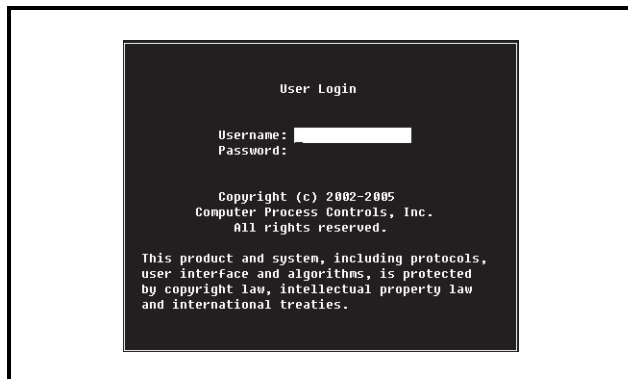 User Login
Username:
Password:
Copyright (c) 2002-2005
Computer Process Controls, Inc.
All rights reserved.
This product and system, including protocols,
user interface and algorithms, is protected
by copyright law, intellectual property law
and international treaties.